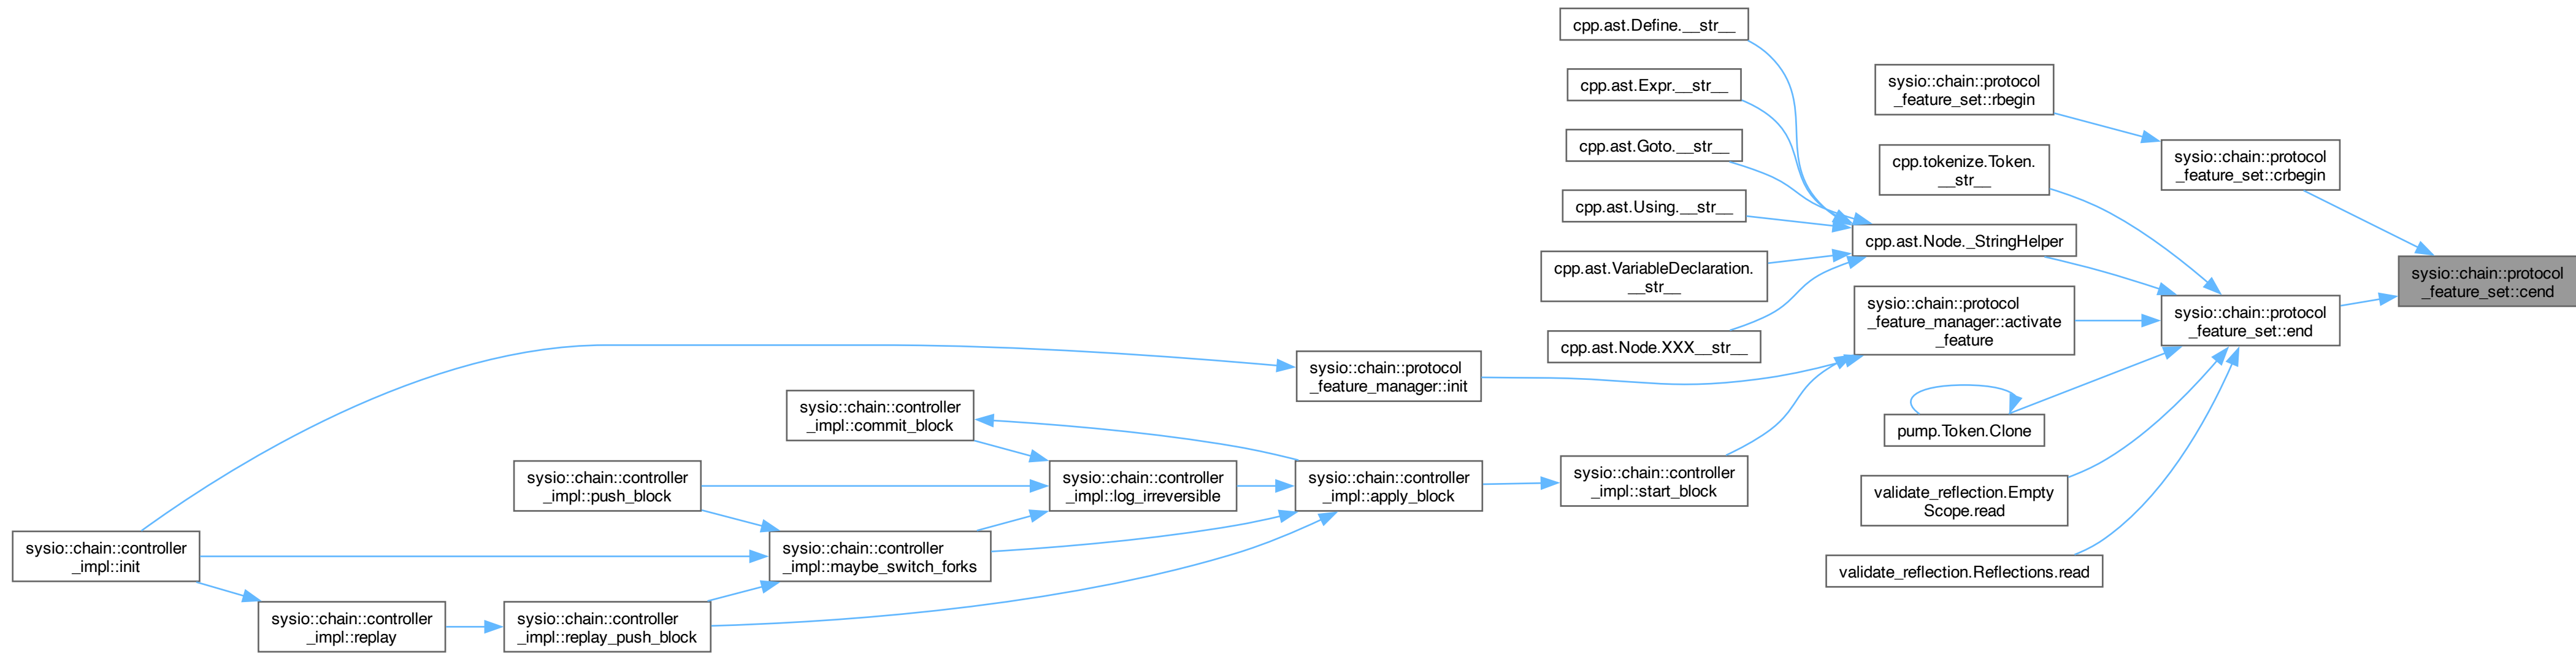 cpp.ast.Define.__str__
cpp.ast.Expr.__str__
cpp.ast.Goto.__str__
cpp.ast.Using.__str__
cpp.ast.VariableDeclaration.
__str__
cpp.ast.Node.XXX__str__
sysio::chain::protocol
_feature_set::rbegin
cpp.tokenize.Token.
__str__
cpp.ast.Node._StringHelper
sysio::chain::protocol
_feature_manager::activate
_feature
pump.Token.Clone
validate_reflection.Empty
Scope.read
validate_reflection.Reflections.read
sysio::chain::protocol
_feature_set::crbegin
sysio::chain::protocol
_feature_set::end
sysio::chain::protocol
_feature_set::cend
sysio::chain::protocol
_feature_manager::init
sysio::chain::controller
_impl::commit_block
sysio::chain::controller
_impl::push_block
sysio::chain::controller
_impl::log_irreversible
sysio::chain::controller
_impl::apply_block
sysio::chain::controller
_impl::start_block
sysio::chain::controller
_impl::init
sysio::chain::controller
_impl::maybe_switch_forks
sysio::chain::controller
_impl::replay
sysio::chain::controller
_impl::replay_push_block